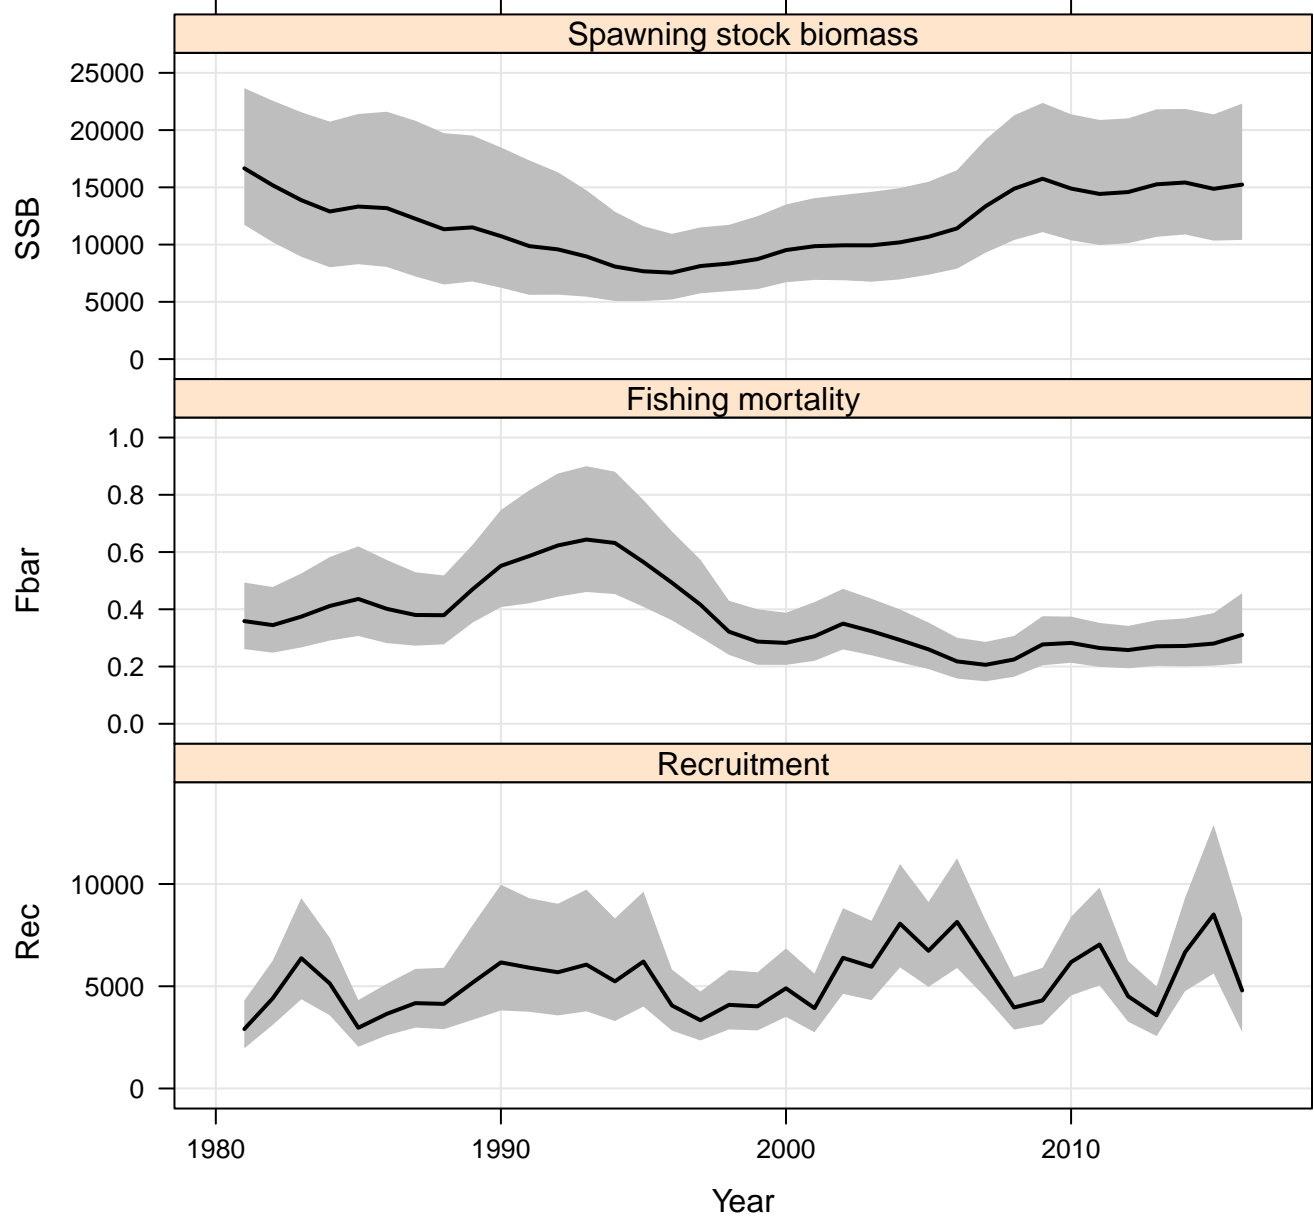 Spawning stock biomass
25000
20000
15000
10000
5000
0
SSB
Fishing mortality
1.0
0.8
0.6
0.4
0.2
0.0
Fbar
Recruitment
10000
5000
0
Rec
1980 1990 2000 2010
Year